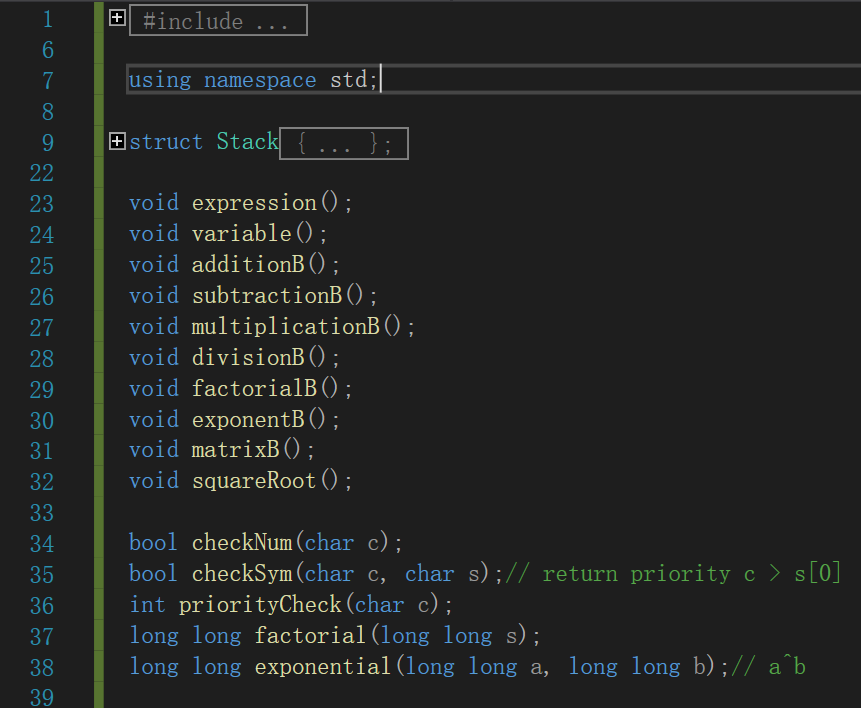 1 #include ...
6
7 using namespace std;
8
9 struct Stack { ... };
22
23 void expression();
24 void variable();
25 void additionB();
26 void subtractionB();
27 void multiplicationB();
28 void divisionB();
29 void factorialB();
30 void exponentB();
31 void matrixB();
32 void squareRoot();
33
34 bool checkNum(char c);
35 bool checkSym(char c, char s);// return priority c > s[0]
36 int priorityCheck(char c);
37 long long factorial(long long s);
38 long long exponential(long long a, long long b);// a^b
39